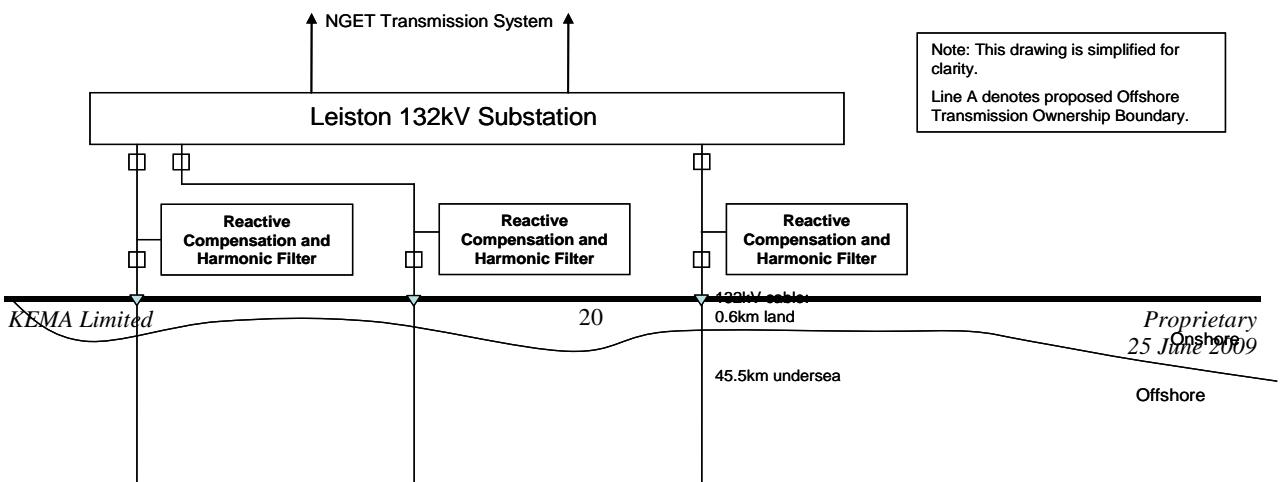 NGET Transmission System
Note: This drawing is simplified for
clarity.
Line A denotes proposed Offshore
Transmission Ownership Boundary.
Leiston 132kV Substation
Reactive
Compensation and
Harmonic Filter
Reactive
Compensation and
Harmonic Filter
Reactive
Compensation and
Harmonic Filter
132kV cable:
0.6km land
KEMA Limited
20
Proprietary
Onshore
25 June 2009
45.5km undersea
Offshore